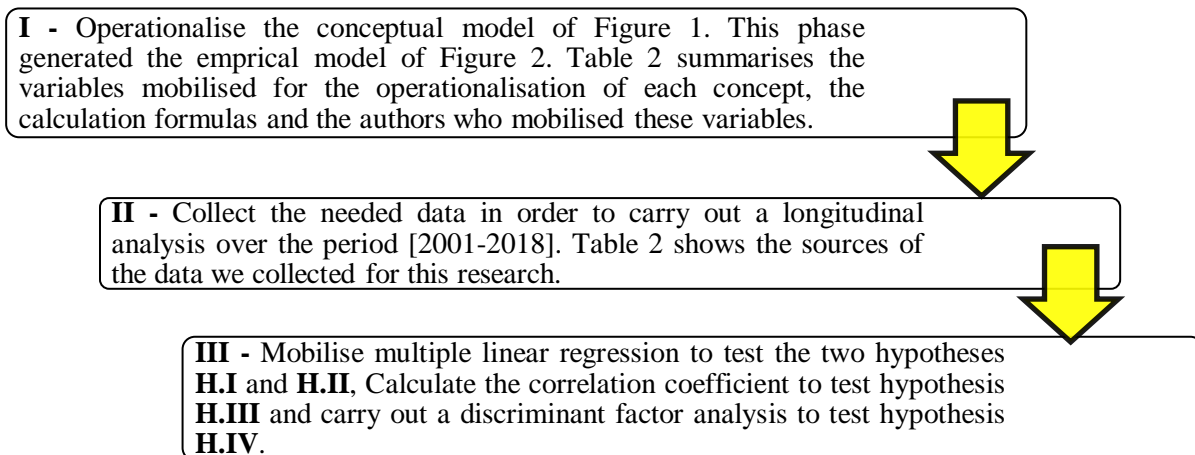 I - Operationalise the conceptual model of Figure 1. This phase
generated the emprical model of Figure 2. Table 2 summarises the
variables mobilised for the operationalisation of each concept, the
calculation formulas and the authors who mobilised these variables.
II - Collect the needed data in order to carry out a longitudinal
analysis over the period [2001-2018]. Table 2 shows the sources of
the data we collected for this research.
III - Mobilise multiple linear regression to test the two hypotheses
H.I and H.II, Calculate the correlation coefficient to test hypothesis
H.III and carry out a discriminant factor analysis to test hypothesis
H.IV.